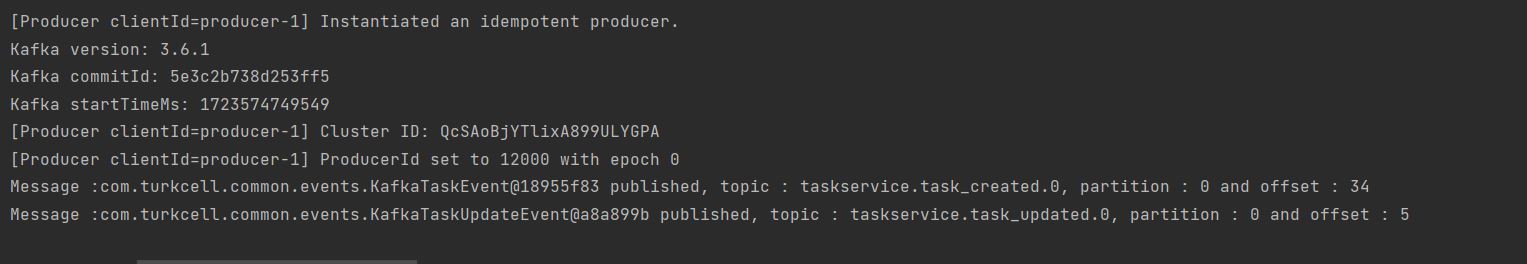 [Producer clientId=producer-1] Instantiated an idempotent producer.
Kafka version: 3.6.1
Kafka commitId: 5e3c2b738d253ff5
Kafka startTimeMs: 1723574749549
[Producer clientId=producer-1] Cluster ID: QcSAoBjYTlixA899ULYGPA
[Producer clientId=producer-1] ProducerId set to 12000 with epoch 0
Message :com.turkcell.common.events.KafkaTaskEvent@18955f83 published, topic : taskservice.task_created.0, partition : 0 and offset : 34
Message :com.turkcell.common.events.KafkaTaskUpdateEvent@a8a899b published, topic : taskservice.task_updated.0, partition : 0 and offset : 5